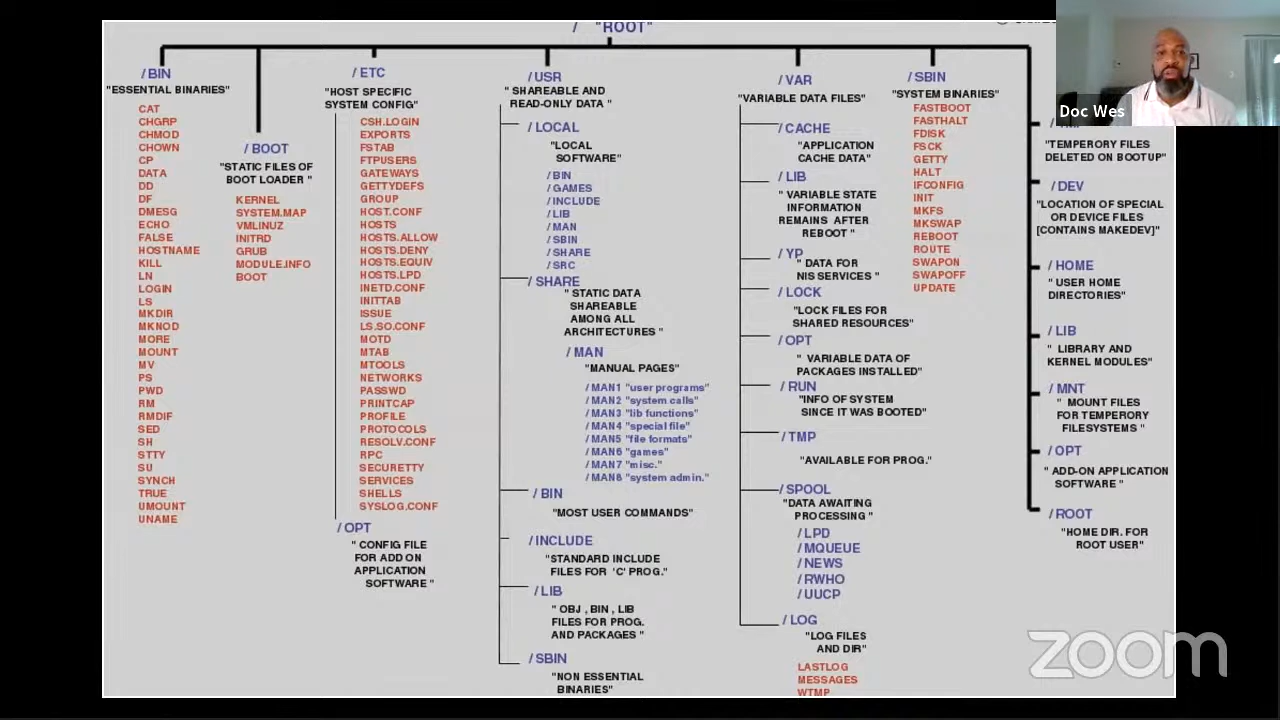 / "ROOT"
/ BIN
"ESSENTIAL BINARIES"
CAT
CHGRP
CHMOD
CHOWN
CP
DATA
DD
DF
DMESG
ECHO
FALSE
HOSTNAME
KILL
LN
LOGIN
LS
MKDIR
MKNOD
MORE
MOUNT
MV
PS
PWD
RM
RMDIF
SED
SH
STTY
SU
SYNCH
TRUE
UMOUNT
UNAME
/ BOOT
"STATIC FILES OF
BOOT LOADER "
KERNEL
SYSTEM.MAP
VMLINUZ
INITRD
GRUB
MODULE.INFO
BOOT
/ ETC
"HOST SPECIFIC
SYSTEM CONFIG"
CSH.LOGIN
EXPORTS
FSTAB
FTPUSERS
GATEWAYS
GETTYDEFS
GROUP
HOST.CONF
HOSTS
HOSTS.ALLOW
HOSTS.DENY
HOSTS.EQUIV
HOSTS.LPD
INETD.CONF
INITTAB
ISSUE
LS.SO.CONF
MOTD
MTAB
MTOOLS
NETWORKS
PASSWD
PRINTCAP
PROFILE
PROTOCOLS
RESOLV.CONF
RPC
SECURETTY
SERVICES
SHELLS
SYSLOG.CONF
/ OPT
" CONFIG FILE
FOR ADD ON
APPLICATION
SOFTWARE "
/ USR
" SHAREABLE AND
READ-ONLY DATA "
/ LOCAL
"LOCAL
SOFTWARE"
/ BIN
/ GAMES
/ INCLUDE
/ LIB
/ MAN
/ SBIN
/ SHARE
/ SRC
/ SHARE
" STATIC DATA
SHAREABLE
AMONG ALL
ARCHITECTURES "
/ MAN
"MANUAL PAGES"
/ MAN1 "user programs"
/ MAN2 "system calls"
/ MAN3 "lib functions"
/ MAN4 "special file"
/ MAN5 "file formats"
/ MAN6 "games"
/ MAN7 "misc."
/ MAN8 "system admin."
/ BIN
"MOST USER COMMANDS"
/ INCLUDE
"STANDARD INCLUDE
FILES FOR 'C' PROG."
/ LIB
" OBJ , BIN , LIB
FILES FOR PROG.
AND PACKAGES "
/ SBIN
"NON ESSENTIAL
BINARIES"
/ VAR
"VARIABLE DATA FILES"
/ CACHE
"APPLICATION
CACHE DATA"
/ LIB
" VARIABLE STATE
INFORMATION
REMAINS AFTER
REBOOT "
/ YP
" DATA FOR
NIS SERVICES "
/ LOCK
"LOCK FILES FOR
SHARED RESOURCES"
/ OPT
" VARIABLE DATA OF
PACKAGES INSTALLED"
/ RUN
"INFO OF SYSTEM
SINCE IT WAS BOOTED"
/ TMP
"AVAILABLE FOR PROG."
/ SPOOL
"DATA AWAITING
PROCESSING "
/ LPD
/ MQUEUE
/ NEWS
/ RWHO
/ UUCP
/ LOG
"LOG FILES
AND DIR"
LASTLOG
MESSAGES
WTMP
/ SBIN
"SYSTEM BINARIES"
FASTBOOT
FASTHALT
FDISK
FSCK
GETTY
HALT
IFCONFIG
INIT
MKFS
MKSWAP
REBOOT
ROUTE
SWAPON
SWAPOFF
UPDATE
Doc Wes
"TEMPERORY FILES
DELETED ON BOOTUP"
/ DEV
"LOCATION OF SPECIAL
OR DEVICE FILES
[CONTAINS MAKEDEV]"
/ HOME
" USER HOME
DIRECTORIES"
/ LIB
" LIBRARY AND
KERNEL MODULES"
/ MNT
" MOUNT FILES
FOR TEMPERORY
FILESYSTEMS "
/ OPT
" ADD-ON APPLICATION
SOFTWARE "
/ ROOT
"HOME DIR. FOR
ROOT USER"
zoom